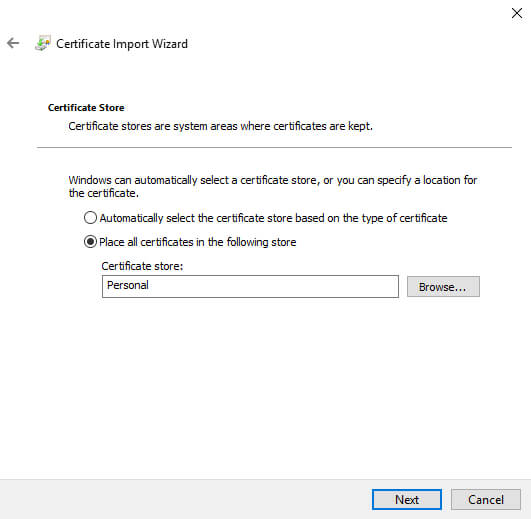 Certificate Import Wizard
Certificate Store
Certificate stores are system areas where certificates are kept.
Windows can automatically select a certificate store, or you can specify a location for
the certificate.
Automatically select the certificate store based on the type of certificate
Place all certificates in the following store
Certificate store:
Personal
Browse...
Next
Cancel